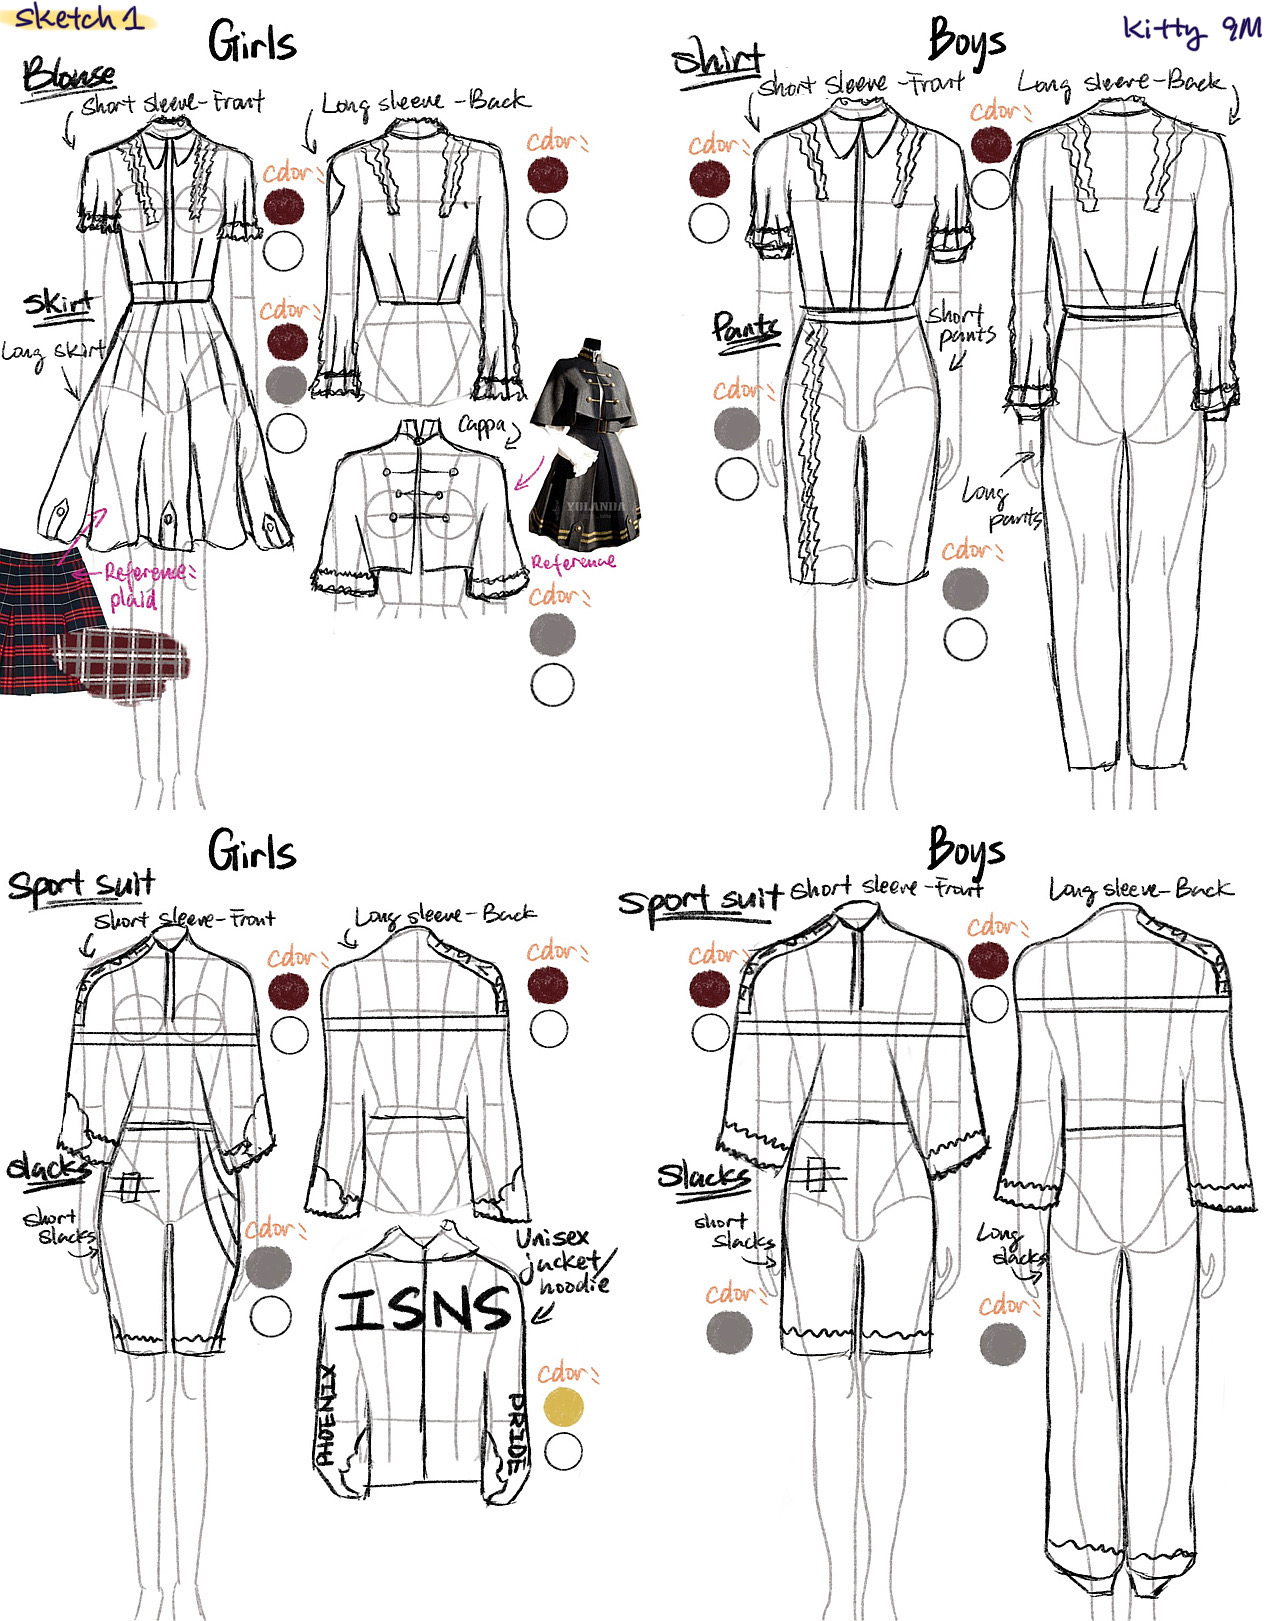 Sketch 1
Kitty 9M
Girls
Blouse
Short sleeve-Front
Long sleeve -Back
Color:
Color:
Skirt
Long skirt
Color:
Cappa
YOLANDA
Reference
Color:
Reference:
plaid
Boys
Shirt
Short sleeve -Front
Long sleeve -Back
Color:
Color:
Pants
Short
pants
Color:
Long
pants
Color:
Girls
Sport suit
Short sleeve-Front
Long sleeve-Back
Color:
Color:
Slacks
Short
slacks
Color:
Unisex
jacket/
hoodie
ISNS
PHOENIX
PRIDE
Color:
Boys
Sport suit
Short sleeve-Front
Long sleeve-Back
Color:
Color:
Slacks
short
slacks
Color:
Long
slacks
Color: